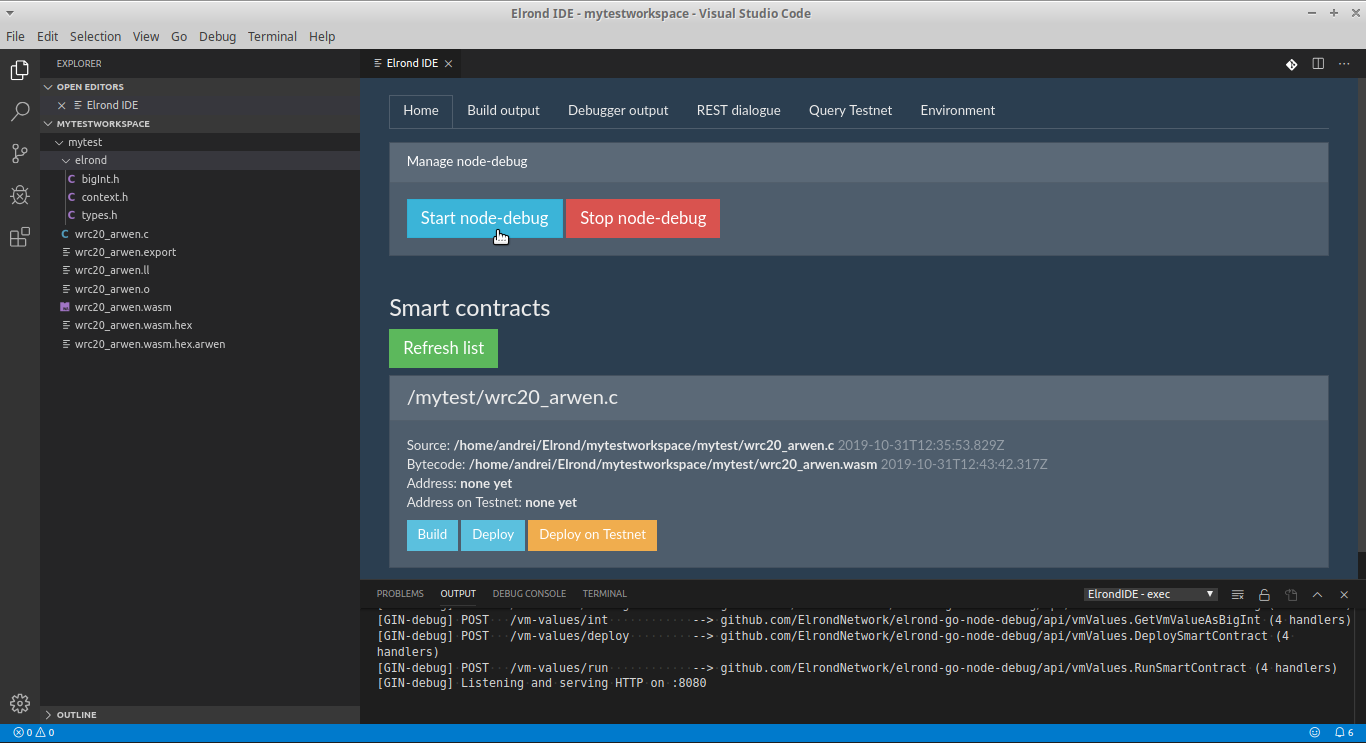 Elrond IDE - mytestworkspace - Visual Studio Code
File Edit Selection View Go Debug Terminal Help
EXPLORER
OPEN EDITORS
Elrond IDE
MYTESTWORKSPACE
mytest
elrond
C bigInt.h
C context.h
C types.h
C wrc20_arwen.c
wrc20_arwen.export
wrc20_arwen.ll
wrc20_arwen.o
wrc20_arwen.wasm
wrc20_arwen.wasm.hex
wrc20_arwen.wasm.hex.arwen
OUTLINE
Elrond IDE
Home Build output Debugger output REST dialogue Query Testnet Environment
Manage node-debug
Start node-debug Stop node-debug
Smart contracts
Refresh list
/mytest/wrc20_arwen.c
Source: /home/andrei/Elrond/mytestworkspace/mytest/wrc20_arwen.c 2019-10-31T12:35:53.829Z
Bytecode: /home/andrei/Elrond/mytestworkspace/mytest/wrc20_arwen.wasm 2019-10-31T12:43:42.317Z
Address: none yet
Address on Testnet: none yet
Build Deploy Deploy on Testnet
PROBLEMS OUTPUT DEBUG CONSOLE TERMINAL ElrondIDE - exec
[GIN-debug] POST /vm-values/int --> github.com/ElrondNetwork/elrond-go-node-debug/api/vmValues.GetVmValueAsBigInt (4 handlers)
[GIN-debug] POST /vm-values/deploy --> github.com/ElrondNetwork/elrond-go-node-debug/api/vmValues.DeploySmartContract (4
handlers)
[GIN-debug] POST /vm-values/run --> github.com/ElrondNetwork/elrond-go-node-debug/api/vmValues.RunSmartContract (4 handlers)
[GIN-debug] Listening and serving HTTP on :8080
0 0 6